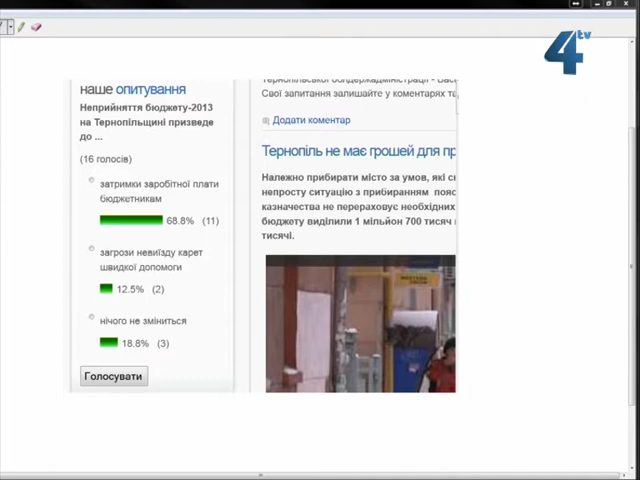 4tv
наше опитування
Неприйняття бюджету-2013
на Тернопільщині призведе
до ...
(16 голосів)
затримки заробітної плати
бюджетникам
68.8% (11)
загрози невиїзду карет
швидкої допомоги
12.5% (2)
нічого не зміниться
18.8% (3)
Голосувати
Тернопільської облдержадміністрації -
Свої запитання залишайте у коментарях
Додати коментар
Тернопіль не має грошей для
Належно прибирати місто за умов, які
непросту ситуацію з прибиранням
казначейства не перераховує необхідних
бюджету виділили 1 мільйон 700 тисяч
тисячі.